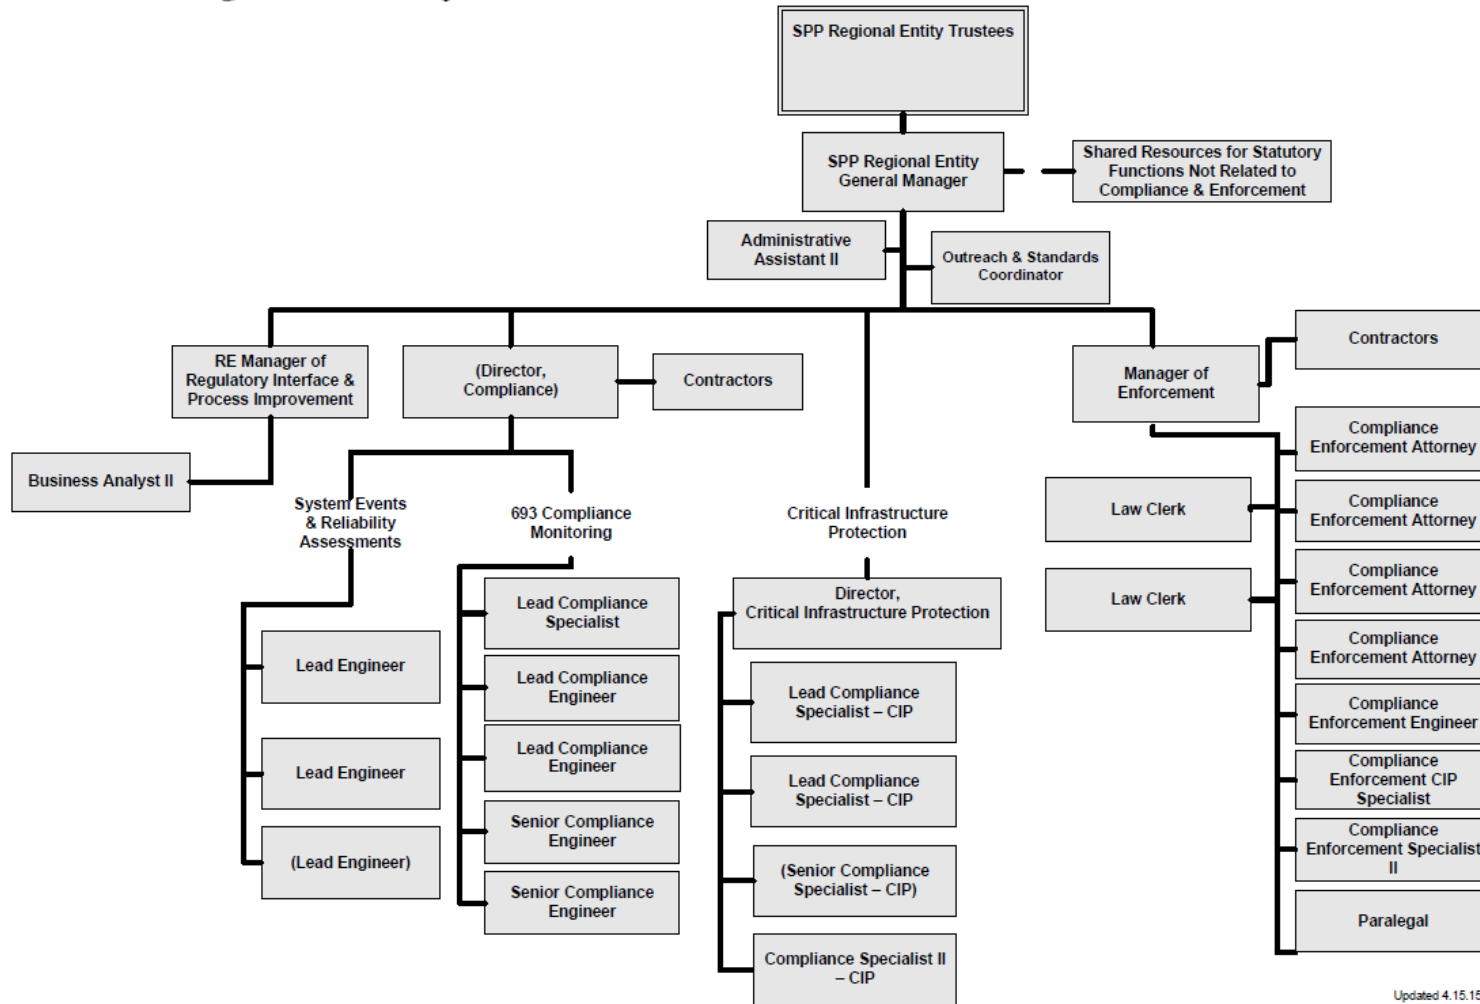 SPP Regional Entity Trustees
SPP Regional Entity
General Manager
Shared Resources for Statutory
Functions Not Related to
Compliance & Enforcement
Administrative
Assistant II
Outreach & Standards
Coordinator
RE Manager of
Regulatory Interface &
Process Improvement
(Director,
Compliance)
Contractors
Manager of
Enforcement
Contractors
Business Analyst II
System Events
& Reliability
Assessments
693 Compliance
Monitoring
Critical Infrastructure
Protection
Lead Engineer
Lead Engineer
(Lead Engineer)
Lead Compliance
Specialist
Lead Compliance
Engineer
Lead Compliance
Engineer
Senior Compliance
Engineer
Senior Compliance
Engineer
Director,
Critical Infrastructure Protection
Lead Compliance
Specialist – CIP
Lead Compliance
Specialist – CIP
(Senior Compliance
Specialist – CIP)
Compliance Specialist II
– CIP
Law Clerk
Law Clerk
Compliance
Enforcement Attorney
Compliance
Enforcement Attorney
Compliance
Enforcement Attorney
Compliance
Enforcement Attorney
Compliance
Enforcement Engineer
Compliance
Enforcement CIP
Specialist
Compliance
Enforcement Specialist
II
Paralegal
Updated 4.15.15